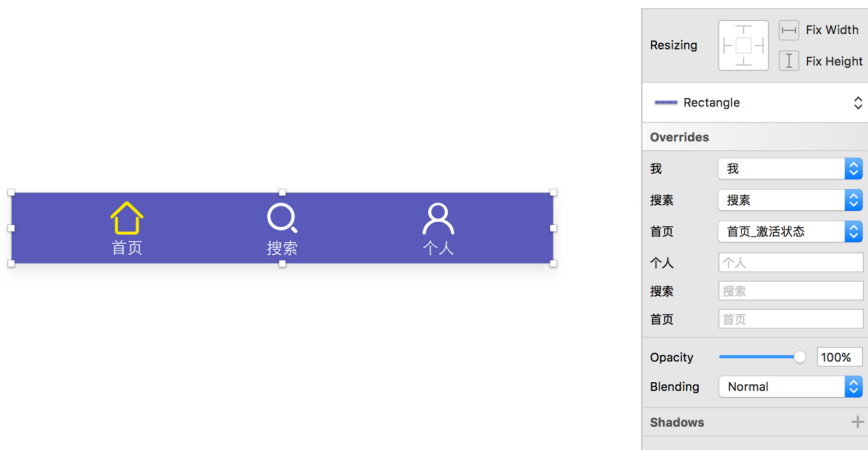 首页
搜索
个人
Resizing
Fix Width
Fix Height
Rectangle
Overrides
我 我
搜素 搜素
首页 首页_激活状态
个人 个人
搜索 搜索
首页 首页
Opacity 100%
Blending Normal
Shadows